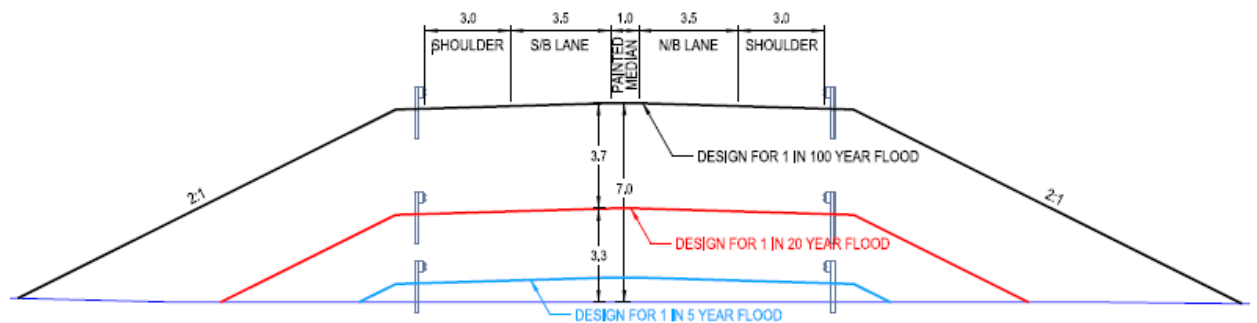 3.0
3.5
1.0
3.5
3.0
SHOULDER
S/B LANE
PAINTED
MEDIAN
N/B LANE
SHOULDER
DESIGN FOR 1 IN 100 YEAR FLOOD
3.7
2:1
7.0
2:1
DESIGN FOR 1 IN 20 YEAR FLOOD
3.3
DESIGN FOR 1 IN 5 YEAR FLOOD